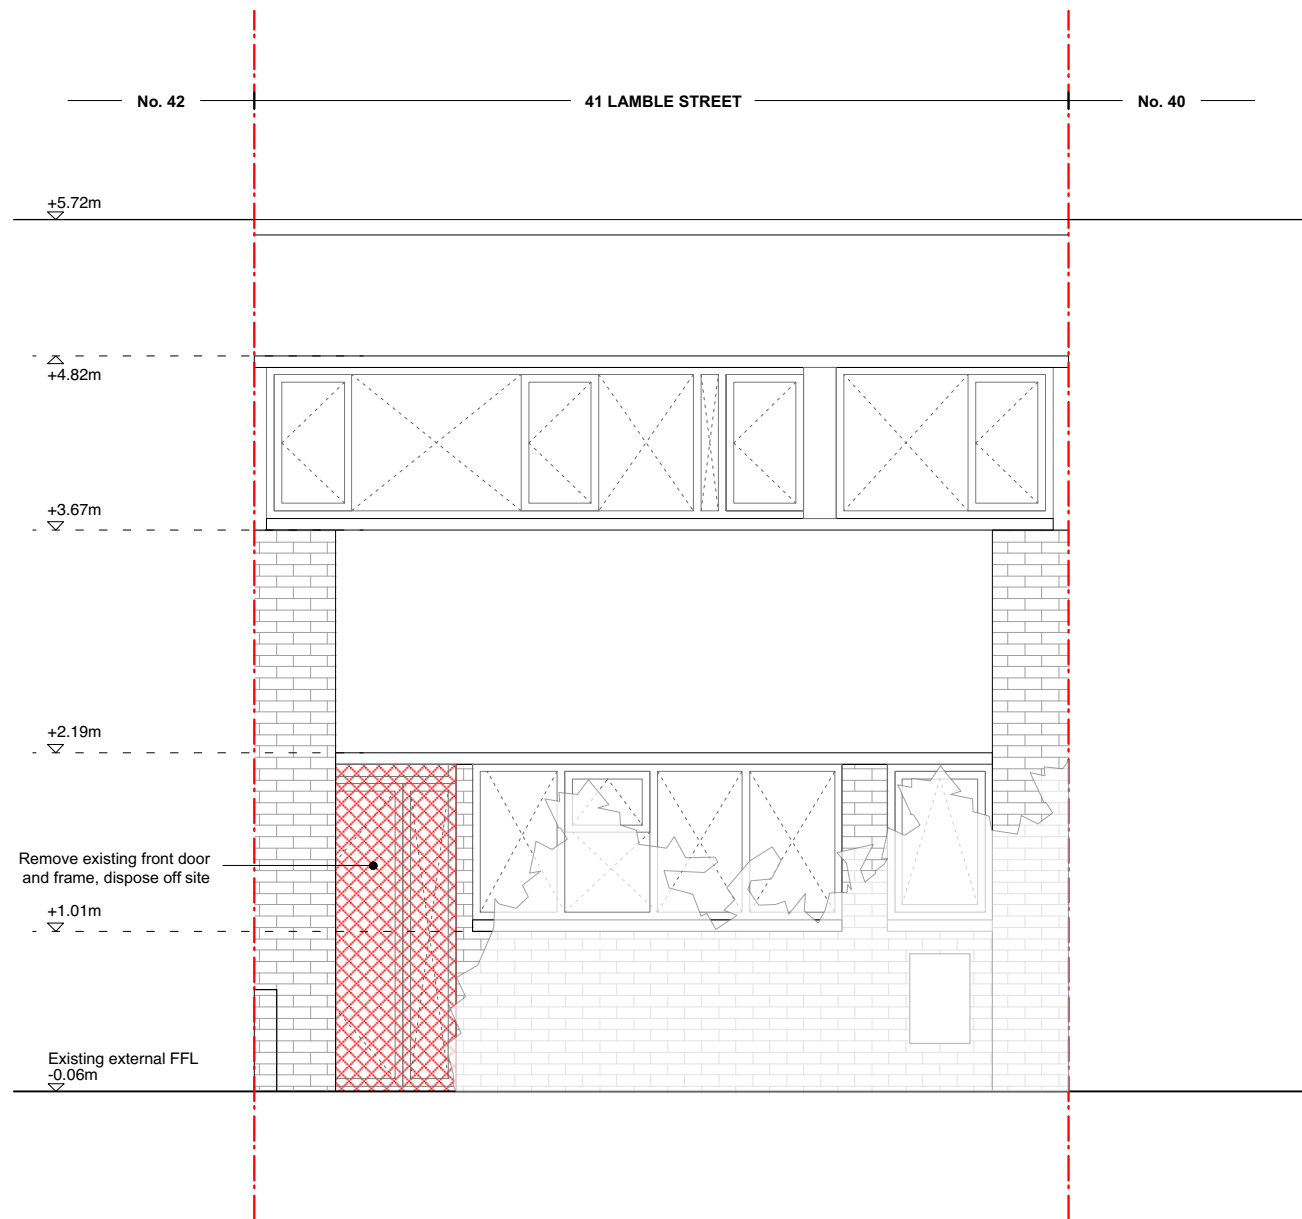 No. 42
41 LAMBLE STREET
No. 40
+5.72m
+4.82m
+3.67m
+2.19m
Remove existing front door
and frame, dispose off site
+1.01m
Existing external FFL
-0.06m